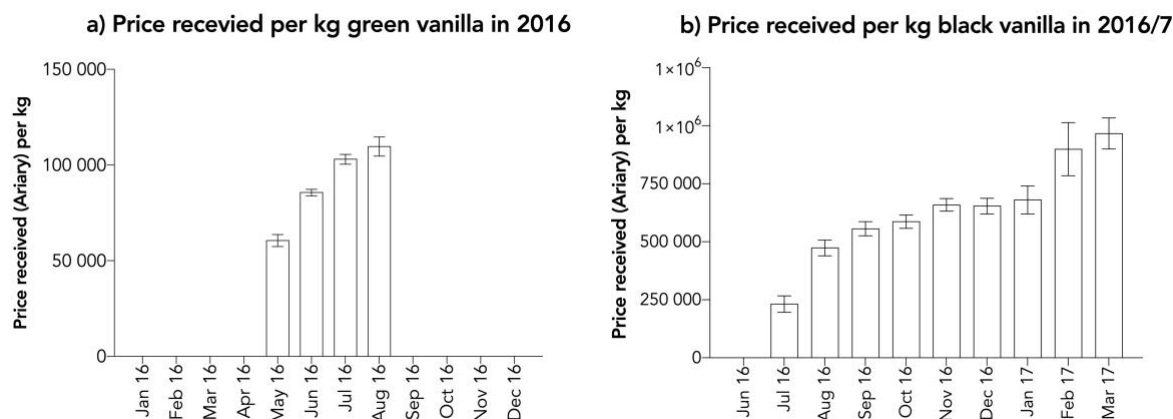 a) Price recevied per kg green vanilla in 2016
Price received (Ariary) per kg
150 000
100 000
50 000
0
Jan 16
Feb 16
Mar 16
Apr 16
May 16
Jun 16
Jul 16
Aug 16
Sep 16
Oct 16
Nov 16
Dec 16
b) Price received per kg black vanilla in 2016/7
Price received (Ariary) per kg
1×10⁶
1×10⁶
750 000
500 000
250 000
0
Jun 16
Jul 16
Aug 16
Sep 16
Oct 16
Nov 16
Dec 16
Jan 17
Feb 17
Mar 17